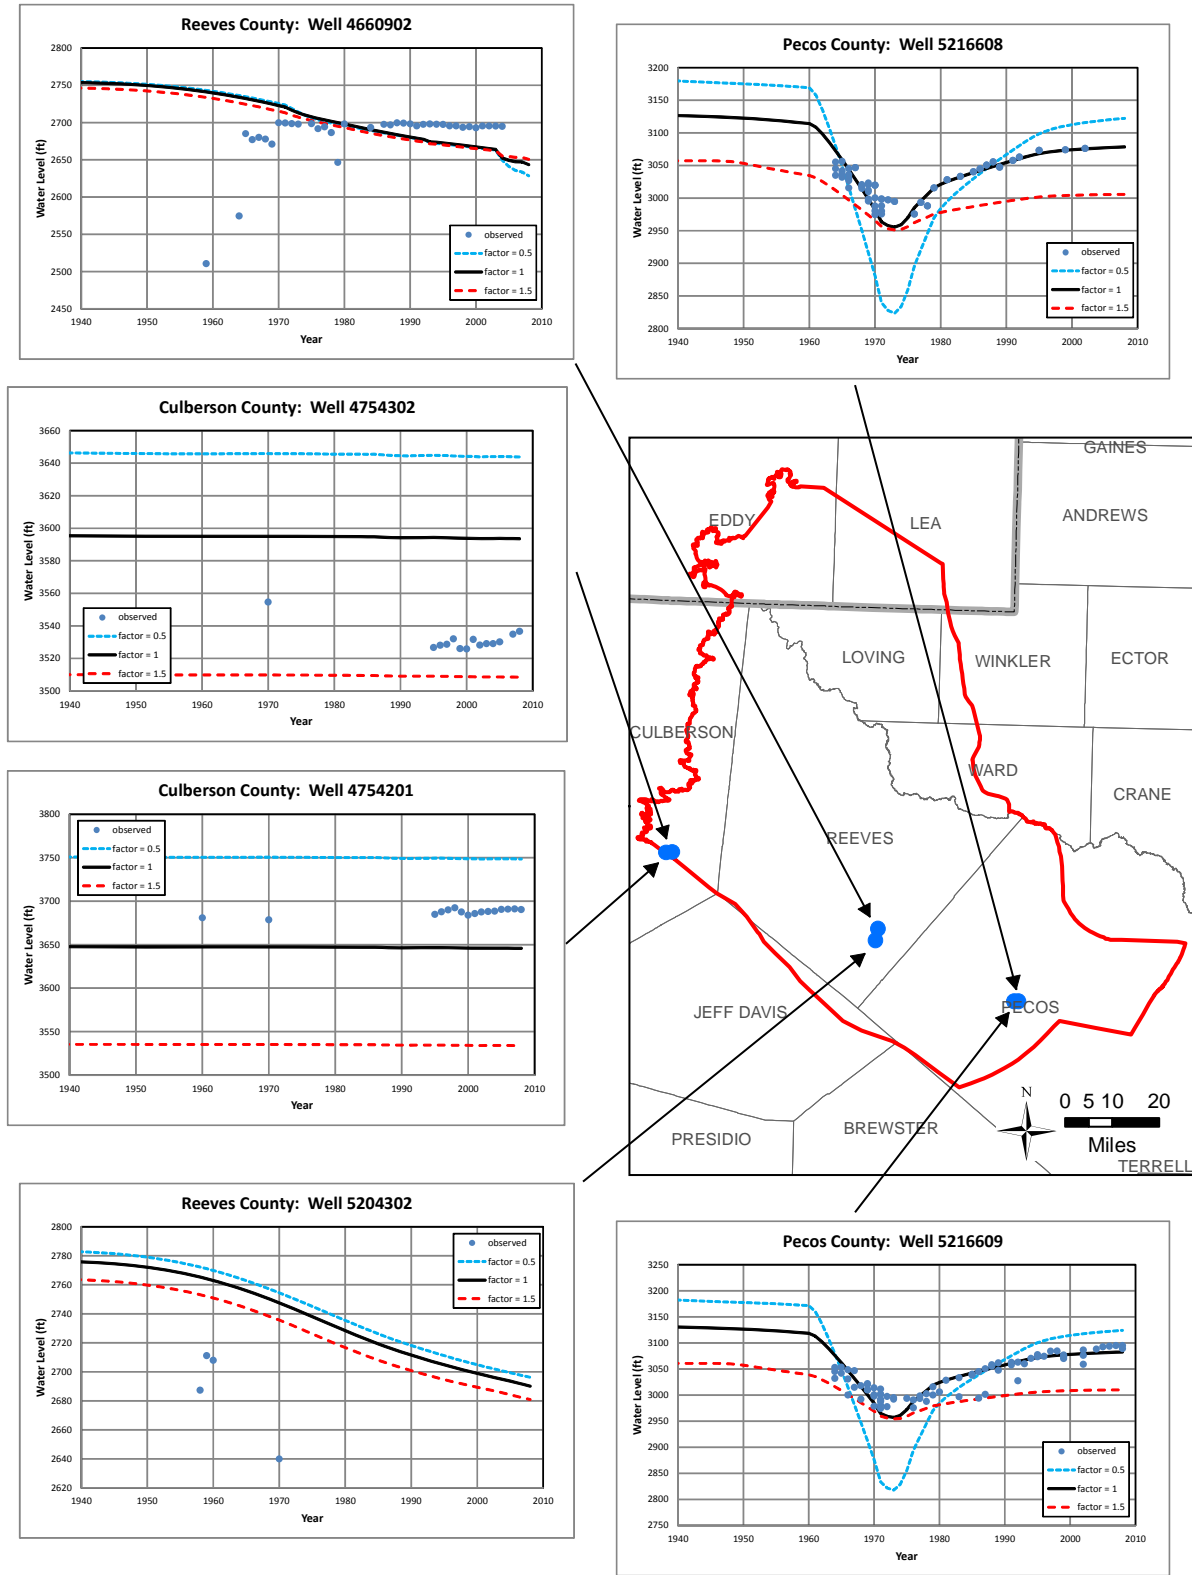 Reeves County: Well 4660902
2800
2750
2700
2650
2600
2550
2500
2450
Water Level (ft)
observed
factor = 0.5
factor = 1
factor = 1.5
1940 1950 1960 1970 1980 1990 2000 2010
Year
Pecos County: Well 5216608
3200
3150
3100
3050
3000
2950
2900
2850
2800
Water Level (ft)
observed
factor = 0.5
factor = 1
factor = 1.5
1940 1950 1960 1970 1980 1990 2000 2010
Year
Culberson County: Well 4754302
3660
3640
3620
3600
3580
3560
3540
3520
3500
Water Level (ft)
observed
factor = 0.5
factor = 1
factor = 1.5
1940 1950 1960 1970 1980 1990 2000 2010
Year
Culberson County: Well 4754201
3800
3750
3700
3650
3600
3550
3500
Water Level (ft)
observed
factor = 0.5
factor = 1
factor = 1.5
1940 1950 1960 1970 1980 1990 2000 2010
Year
GAINES
EDDY
LEA
ANDREWS
LOVING
WINKLER
ECTOR
CULBERSON
WARD
CRANE
REEVES
JEFF DAVIS
PECOS
PRESIDIO
BREWSTER
TERRELL
N
0 5 10 20
Miles
Reeves County: Well 5204302
2800
2780
2760
2740
2720
2700
2680
2660
2640
2620
Water Level (ft)
observed
factor = 0.5
factor = 1
factor = 1.5
1940 1950 1960 1970 1980 1990 2000 2010
Year
Pecos County: Well 5216609
3250
3200
3150
3100
3050
3000
2950
2900
2850
2800
2750
Water Level (ft)
observed
factor = 0.5
factor = 1
factor = 1.5
1940 1950 1960 1970 1980 1990 2000 2010
Year